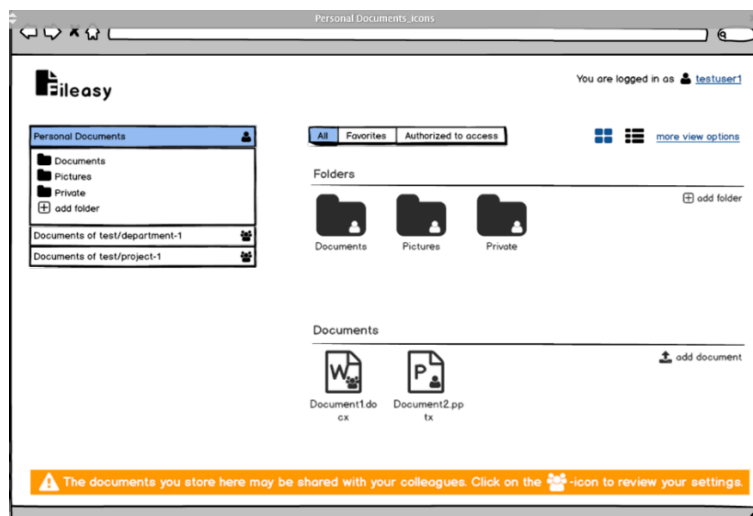 Personal Documents_icons
Fileasy
You are logged in as testuser1
Personal Documents
Documents
Pictures
Private
add folder
Documents of test/department-1
Documents of test/project-1
All Favorites Authorized to access
more view options
Folders
add folder
Documents Pictures Private
Documents
add document
W P
Document1.do Document2.pp
cx tx
The documents you store here may be shared with your colleagues. Click on the -icon to review your settings.